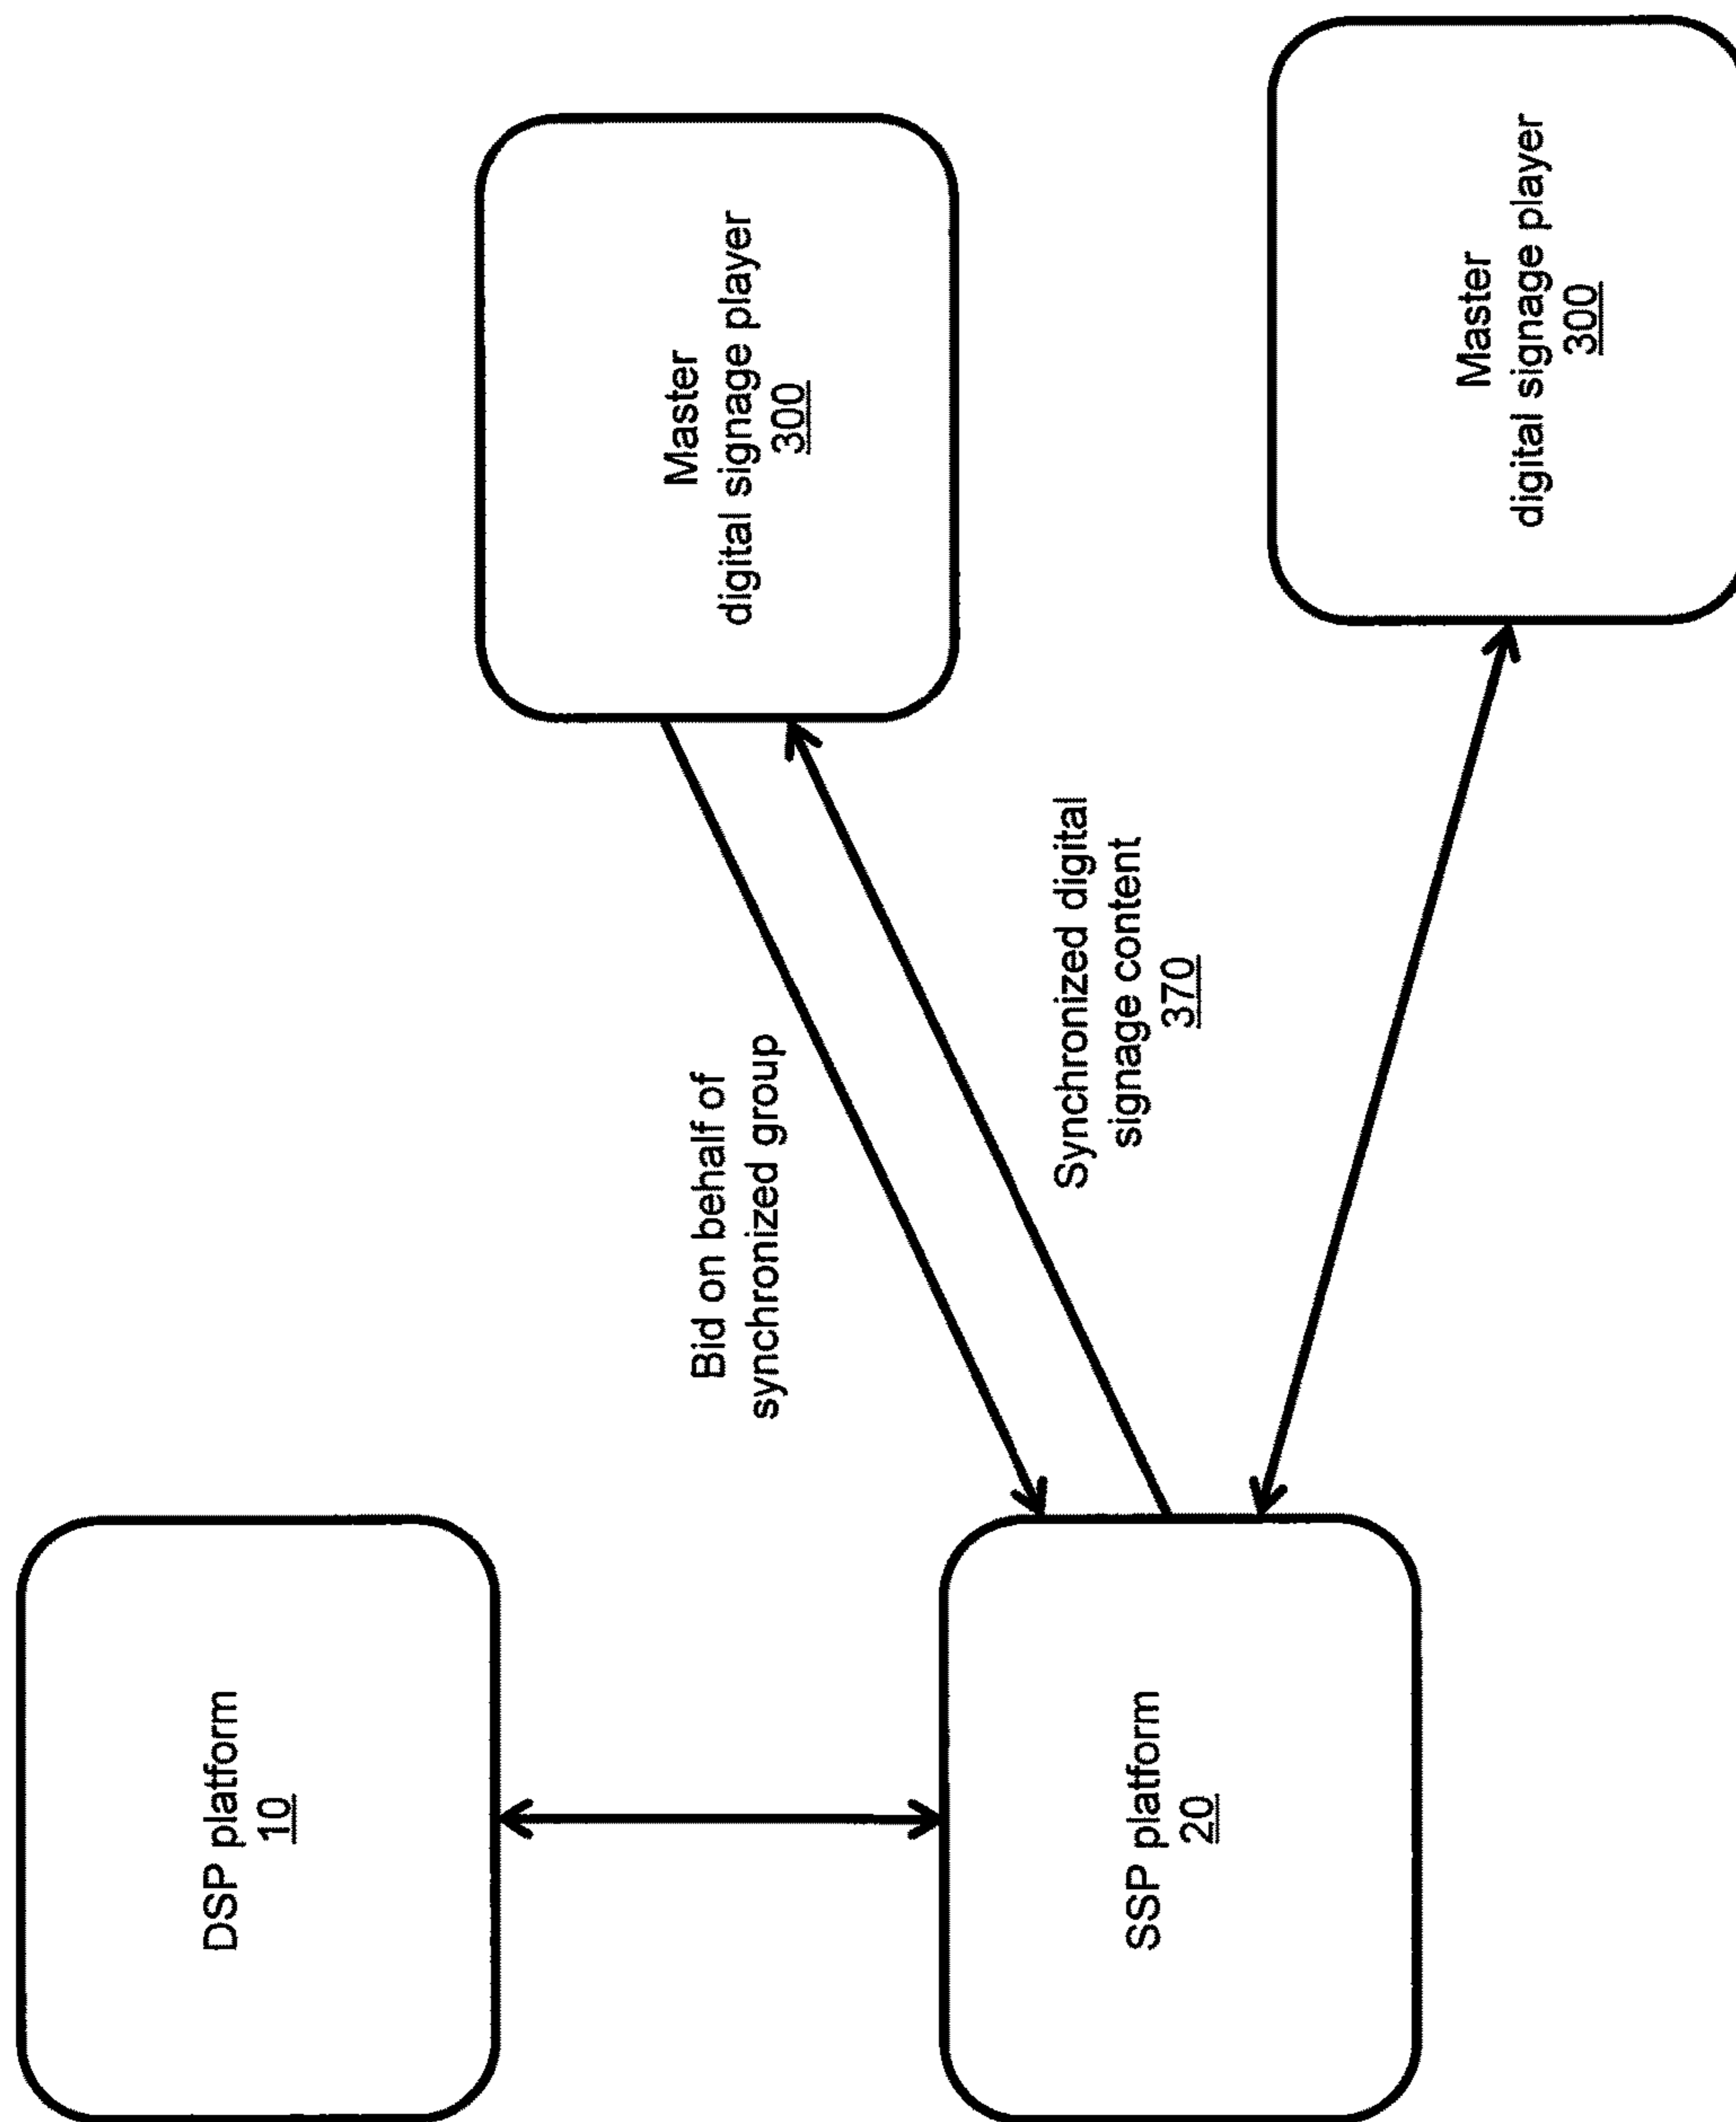 DSP platform
10
SSP platform
20
Bid on behalf of
synchronized group
Synchronized digital
signage content
370
Master
digital signage player
300
Master
digital signage player
300